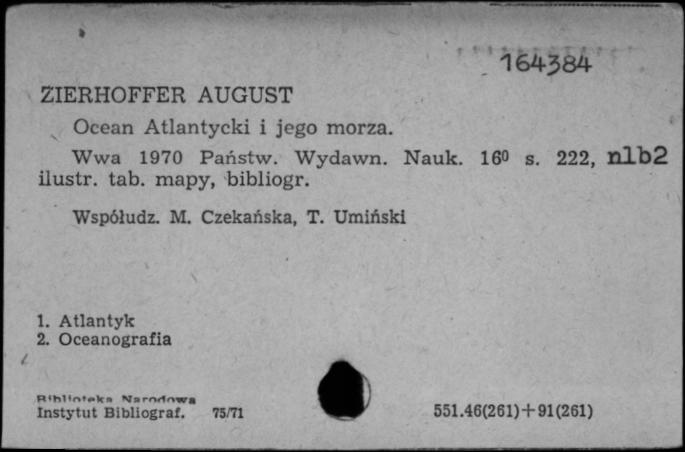 164384
ZIERHOFFER AUGUST
Ocean Atlantycki i jego morza.
Wwa 1970 Państw. Wydawn. Nauk. 16⁰ s. 222, nlb2
ilustr. tab. mapy, bibliogr.
Współudz. M. Czekańska, T. Umiński
1. Atlantyk
2. Oceanografia
Biblioteka Narodowa
Instytut Bibliograf. 75/71
551.46(261)+91(261)